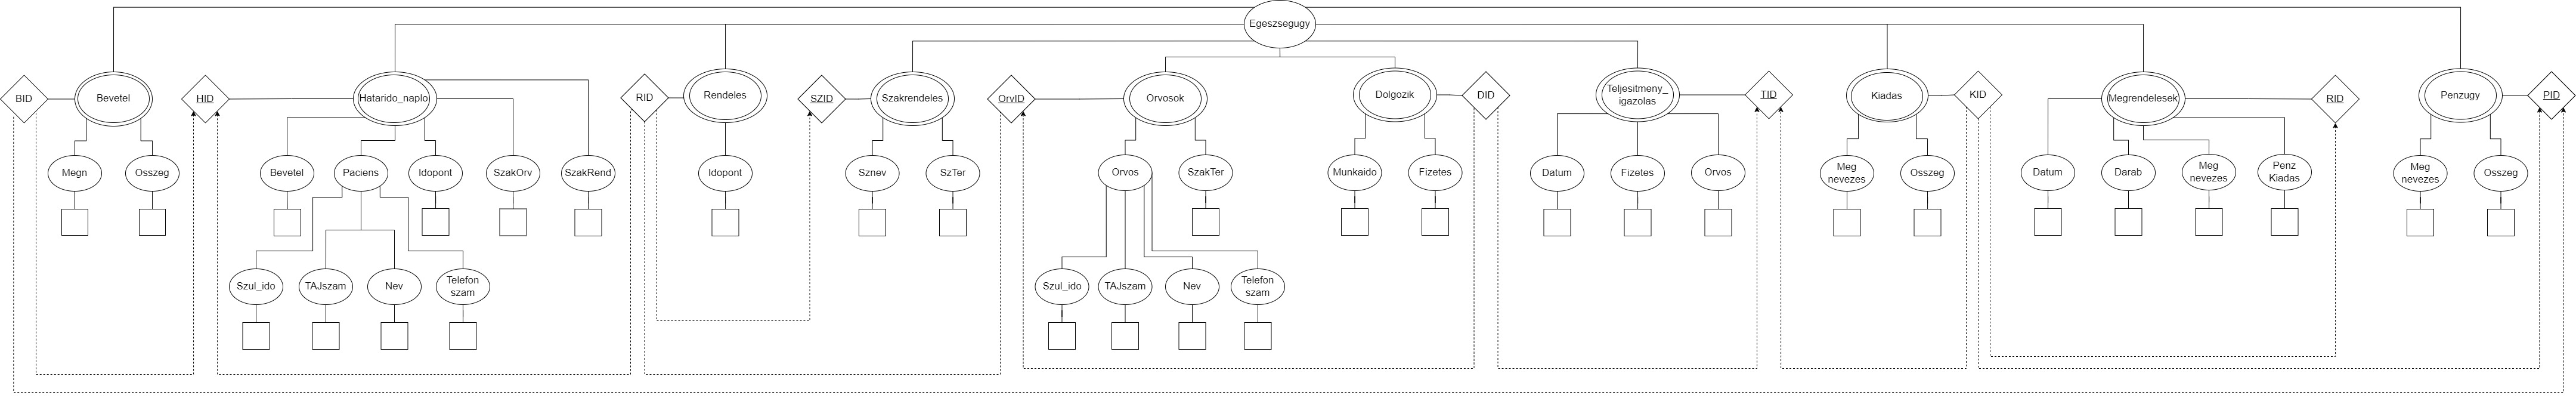 Egeszsegugy
BID
Bevetel
HID
Hatarido_naplo
RID
Rendeles
SZID
Szakrendeles
OrvID
Orvosok
Dolgozik
DID
Teljesitmeny_
igazolas
TID
Kiadas
KID
Megrendelesek
RID
Penzugy
PID
Megn
Osszeg
Bevetel
Paciens
Idopont
SzakOrv
SzakRend
Idopont
Sznev
SzTer
Orvos
SzakTer
Munkaido
Fizetes
Datum
Fizetes
Orvos
Meg
nevezes
Osszeg
Datum
Darab
Meg
nevezes
Penz
Kiadas
Meg
nevezes
Osszeg
Szul_ido
TAJszam
Nev
Telefon
szam
Szul_ido
TAJszam
Nev
Telefon
szam